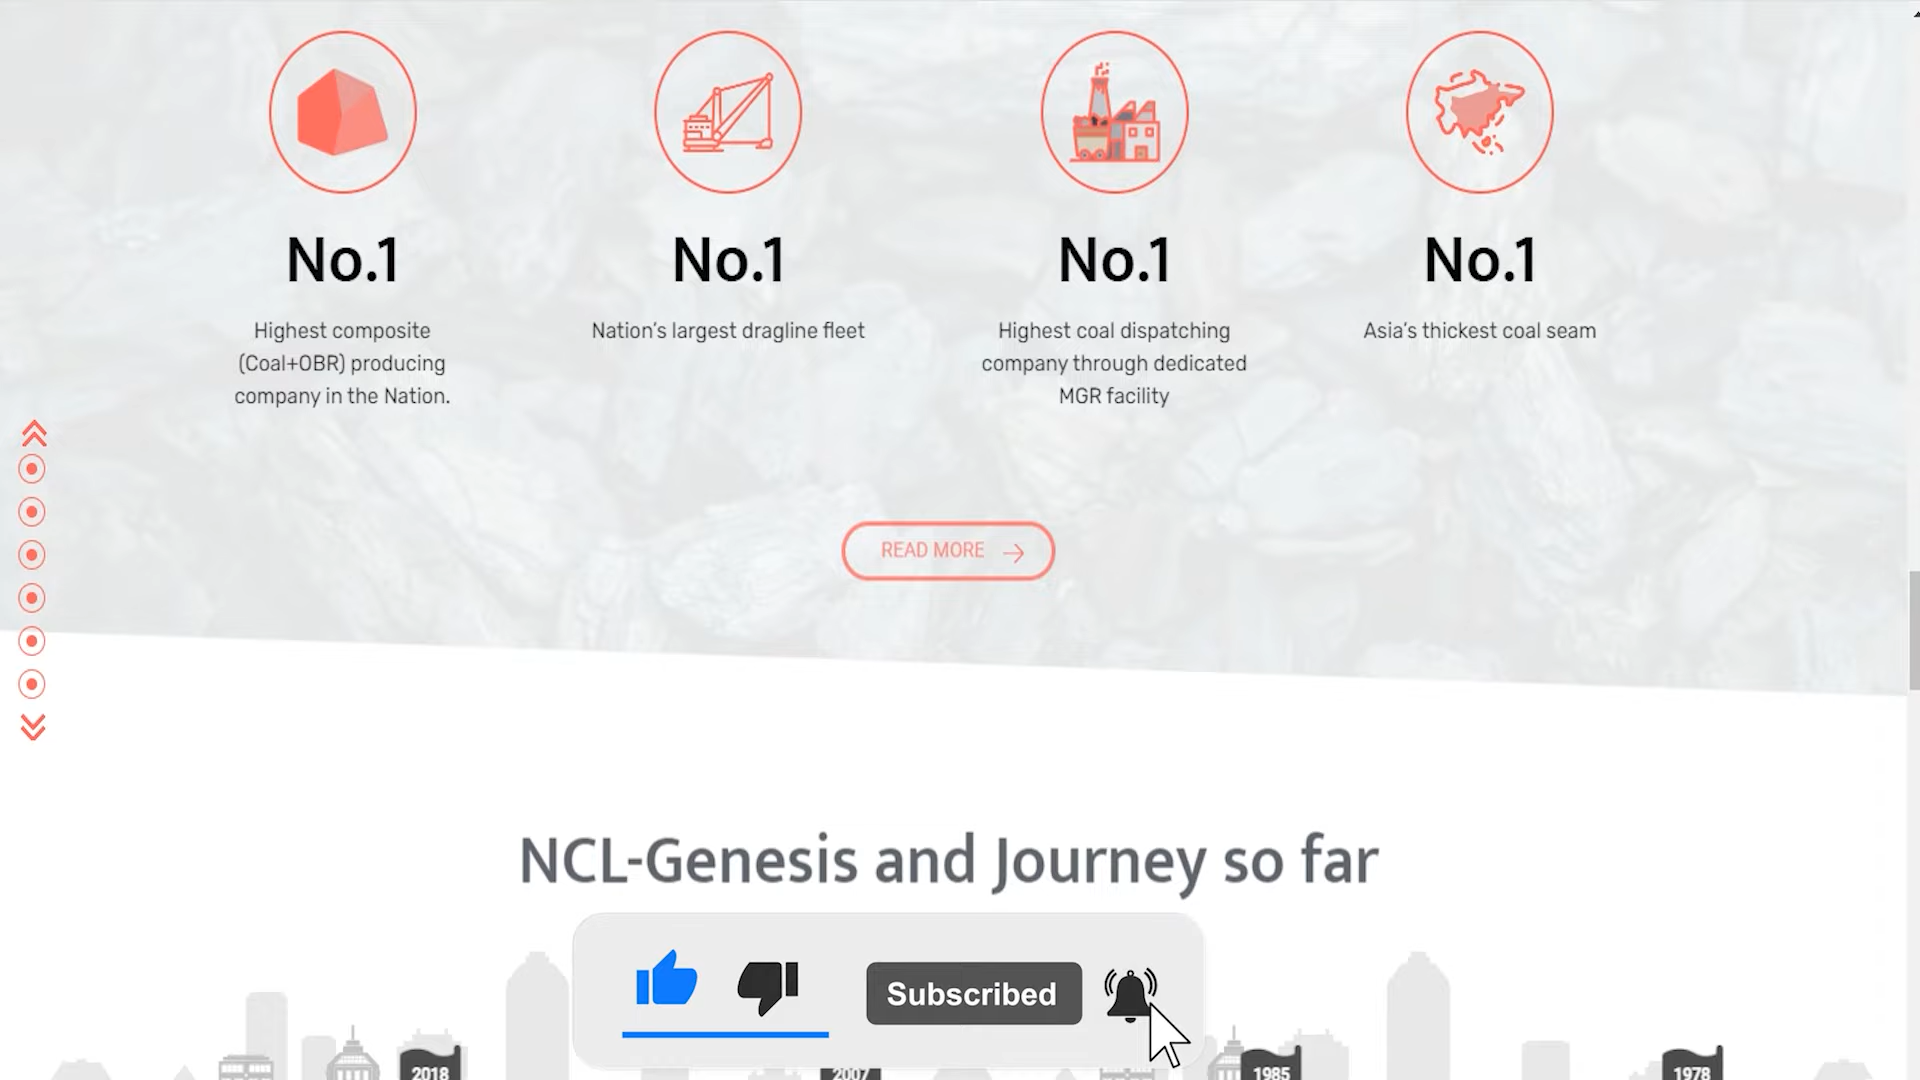 No.1
Highest composite
(Coal+OBR) producing
company in the Nation.
No.1
Nation's largest dragline fleet
No.1
Highest coal dispatching
company through dedicated
MGR facility
No.1
Asia's thickest coal seam
READ MORE
NCL-Genesis and Journey so far
Subscribed
2018
2007
1985
1978